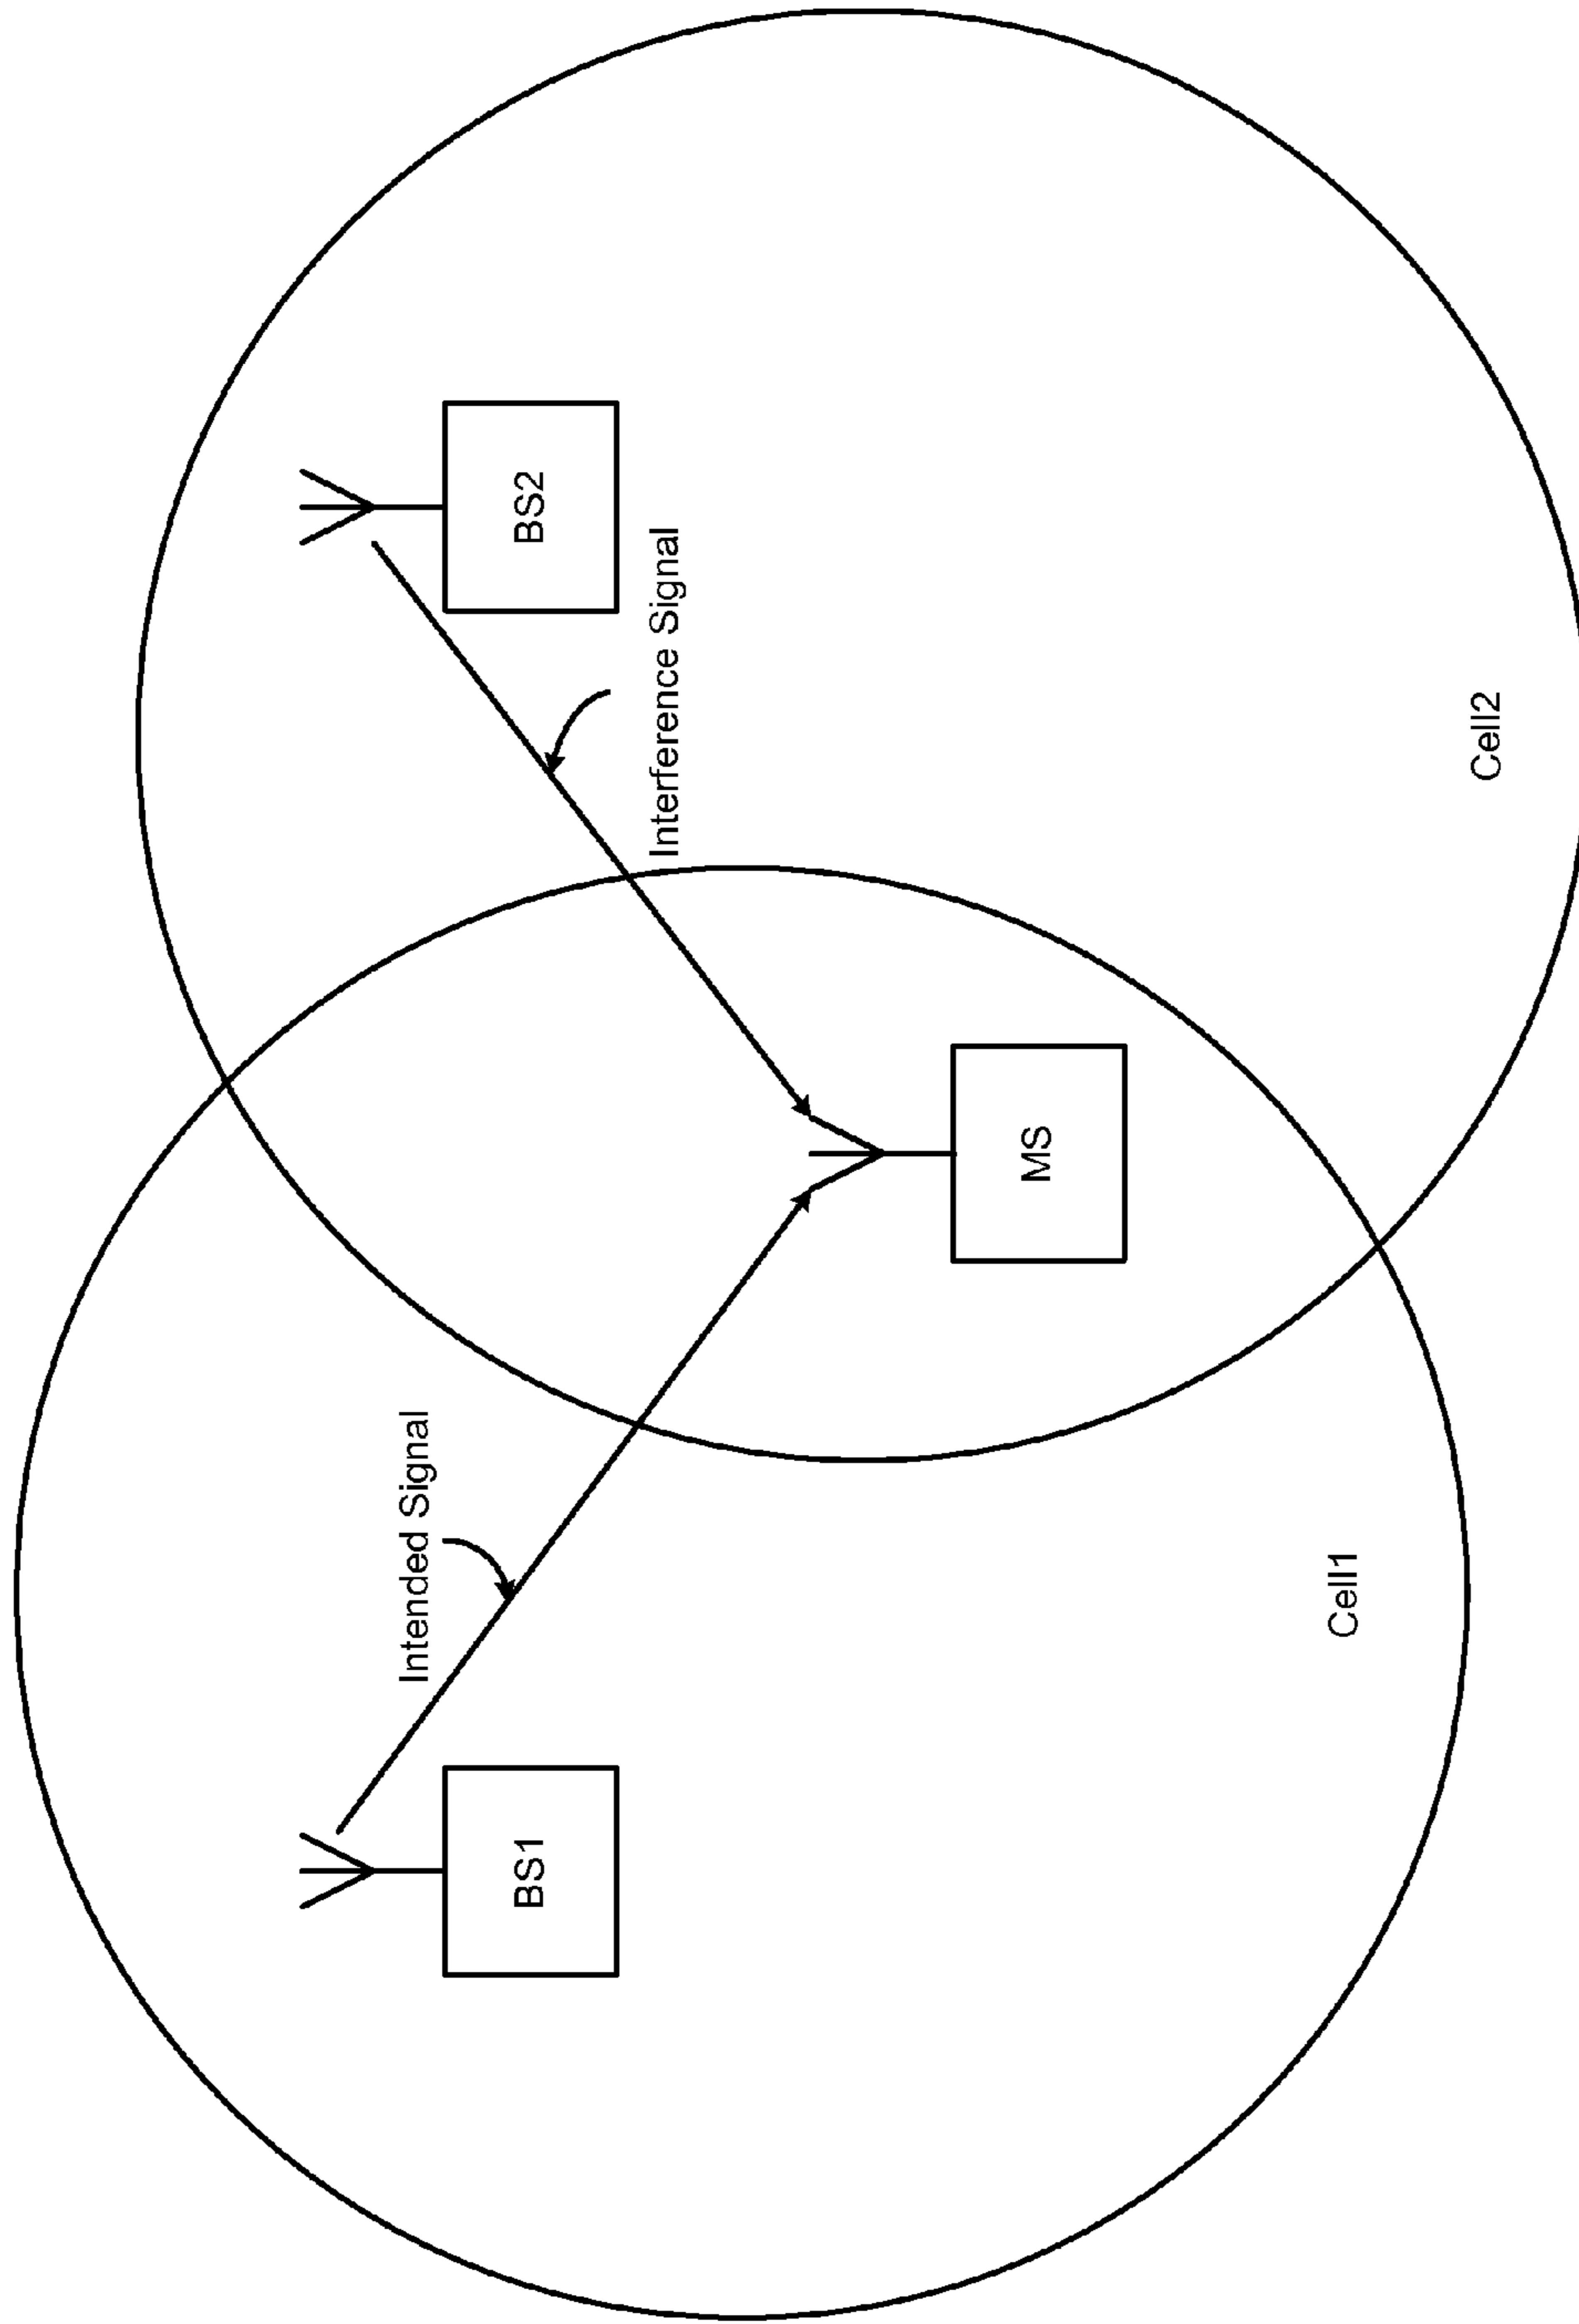 Intended Signal
BS1
BS2
Interference Signal
MS
Cell1
Cell2